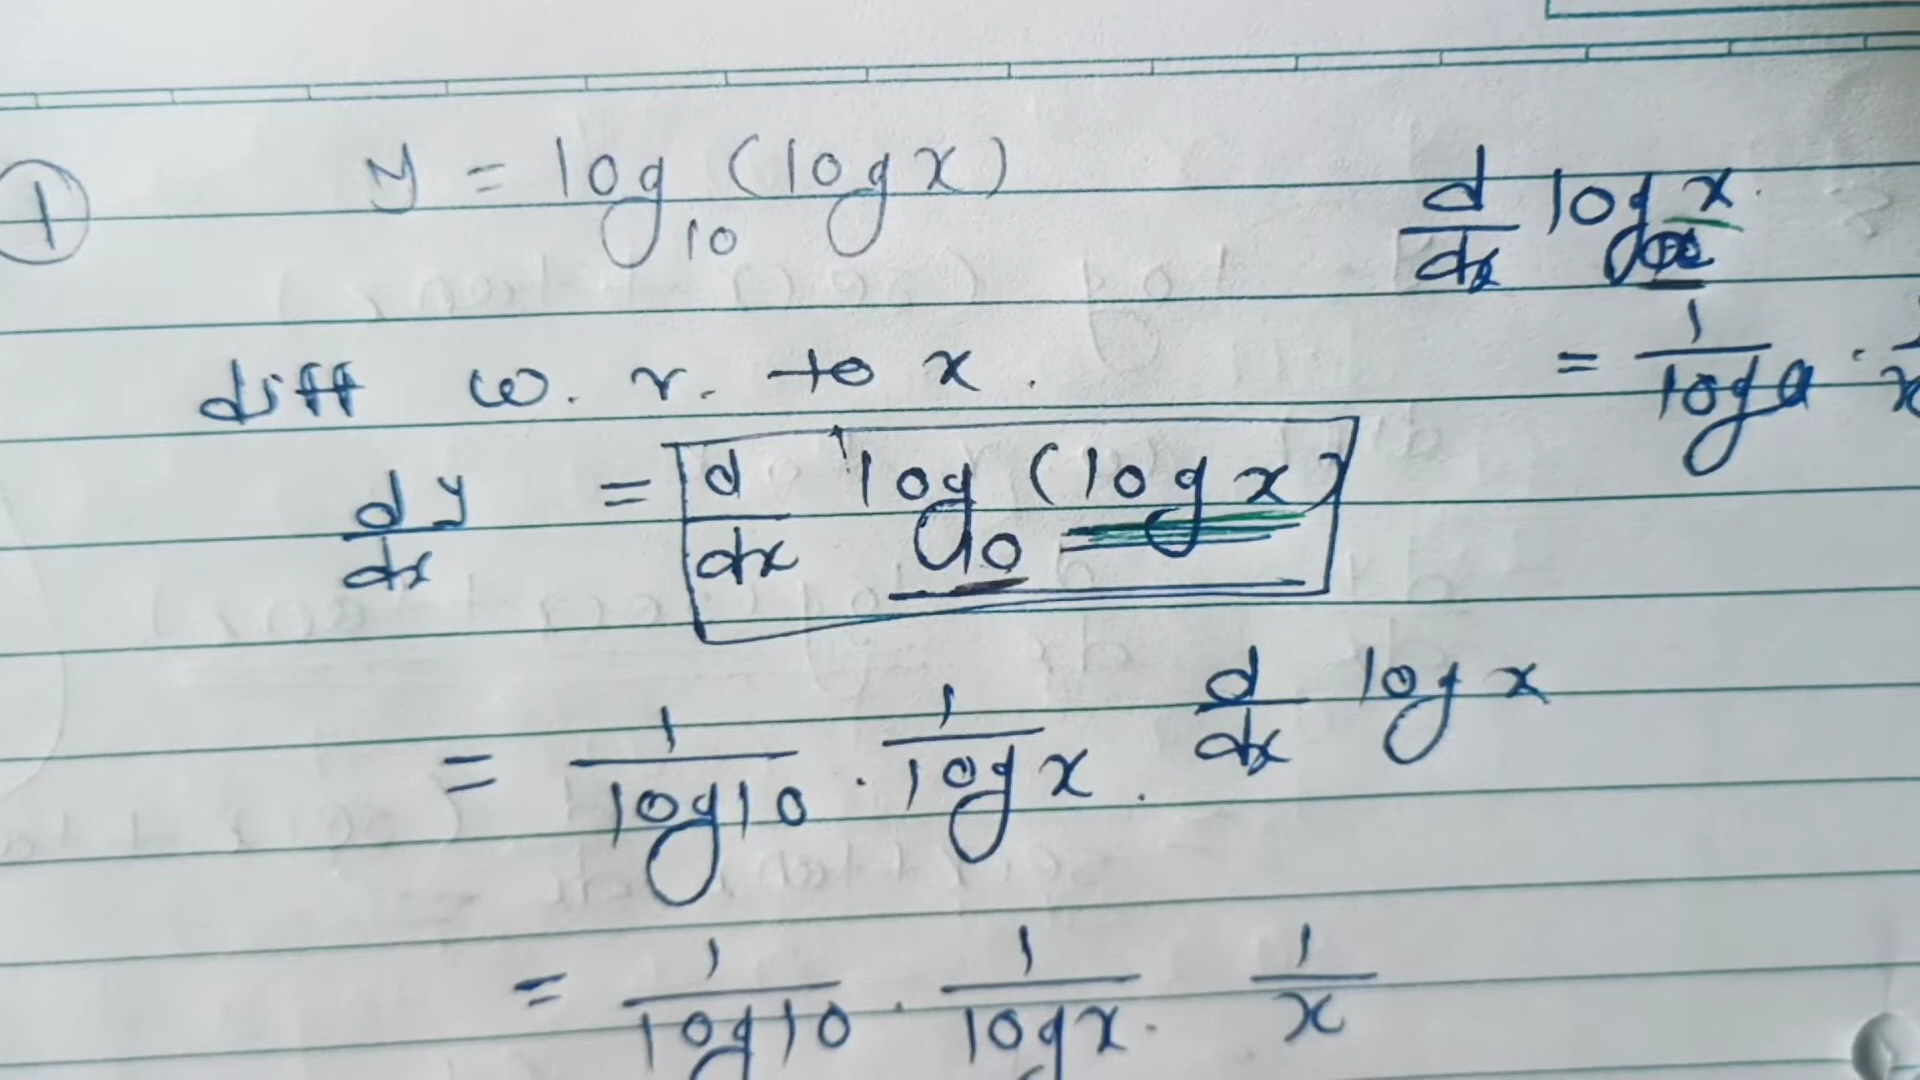 ① y = log₁₀ (log x)
d/dx logₐ x
= 1/log a ·
diff w. r. to x.
dy/dx = d/dx log₁₀ (log x)
= 1/log10 · 1/log x . d/dx log x
= 1/log10 . 1/log x . 1/x